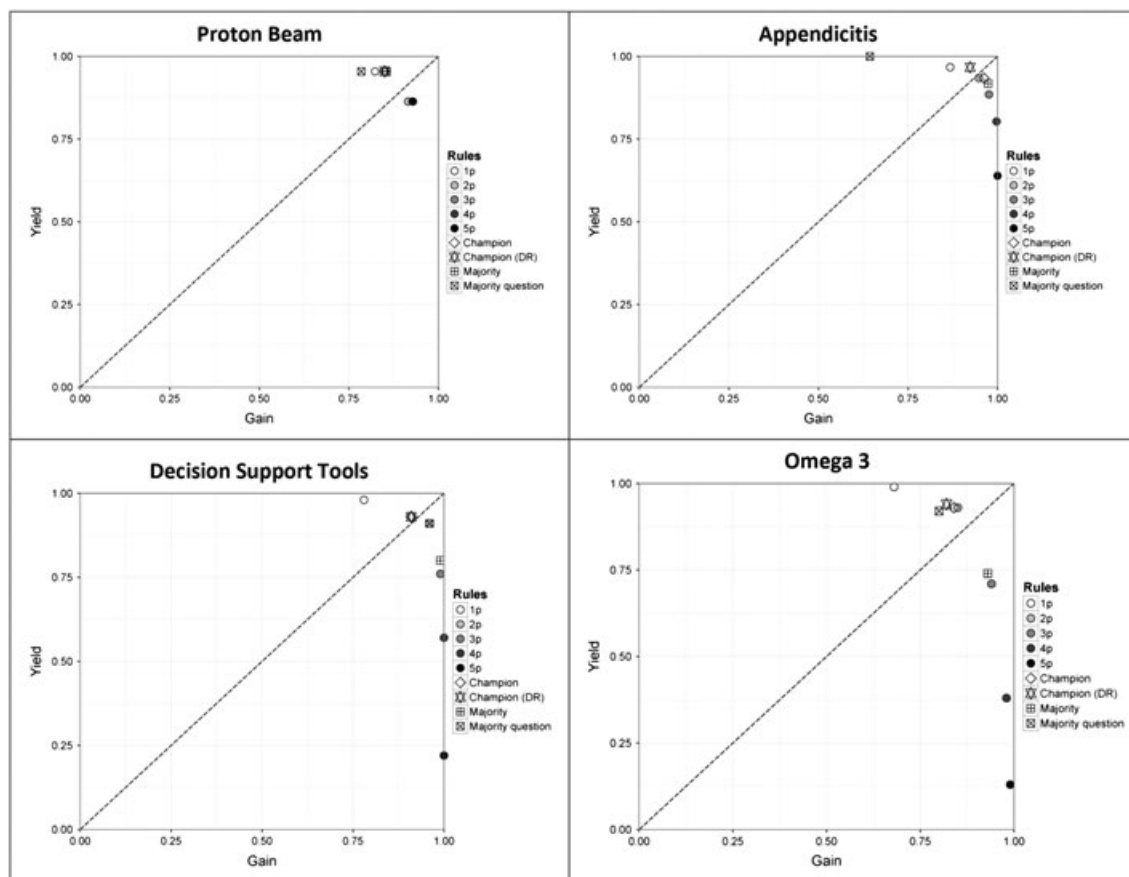 Proton Beam
1.00
0.75
0.50
0.25
0.00
Yield
0.00 0.25 0.50 0.75 1.00
Gain
Rules
1p
2p
3p
4p
5p
Champion
Champion (DR)
Majority
Majority question
Appendicitis
1.00
0.75
0.50
0.25
0.00
Yield
0.00 0.25 0.50 0.75 1.00
Gain
Rules
1p
2p
3p
4p
5p
Champion
Champion (DR)
Majority
Majority question
Decision Support Tools
1.00
0.75
0.50
0.25
0.00
Yield
0.00 0.25 0.50 0.75 1.00
Gain
Rules
1p
2p
3p
4p
5p
Champion
Champion (DR)
Majority
Majority question
Omega 3
1.00
0.75
0.50
0.25
0.00
Yield
0.00 0.25 0.50 0.75 1.00
Gain
Rules
1p
2p
3p
4p
5p
Champion
Champion (DR)
Majority
Majority question